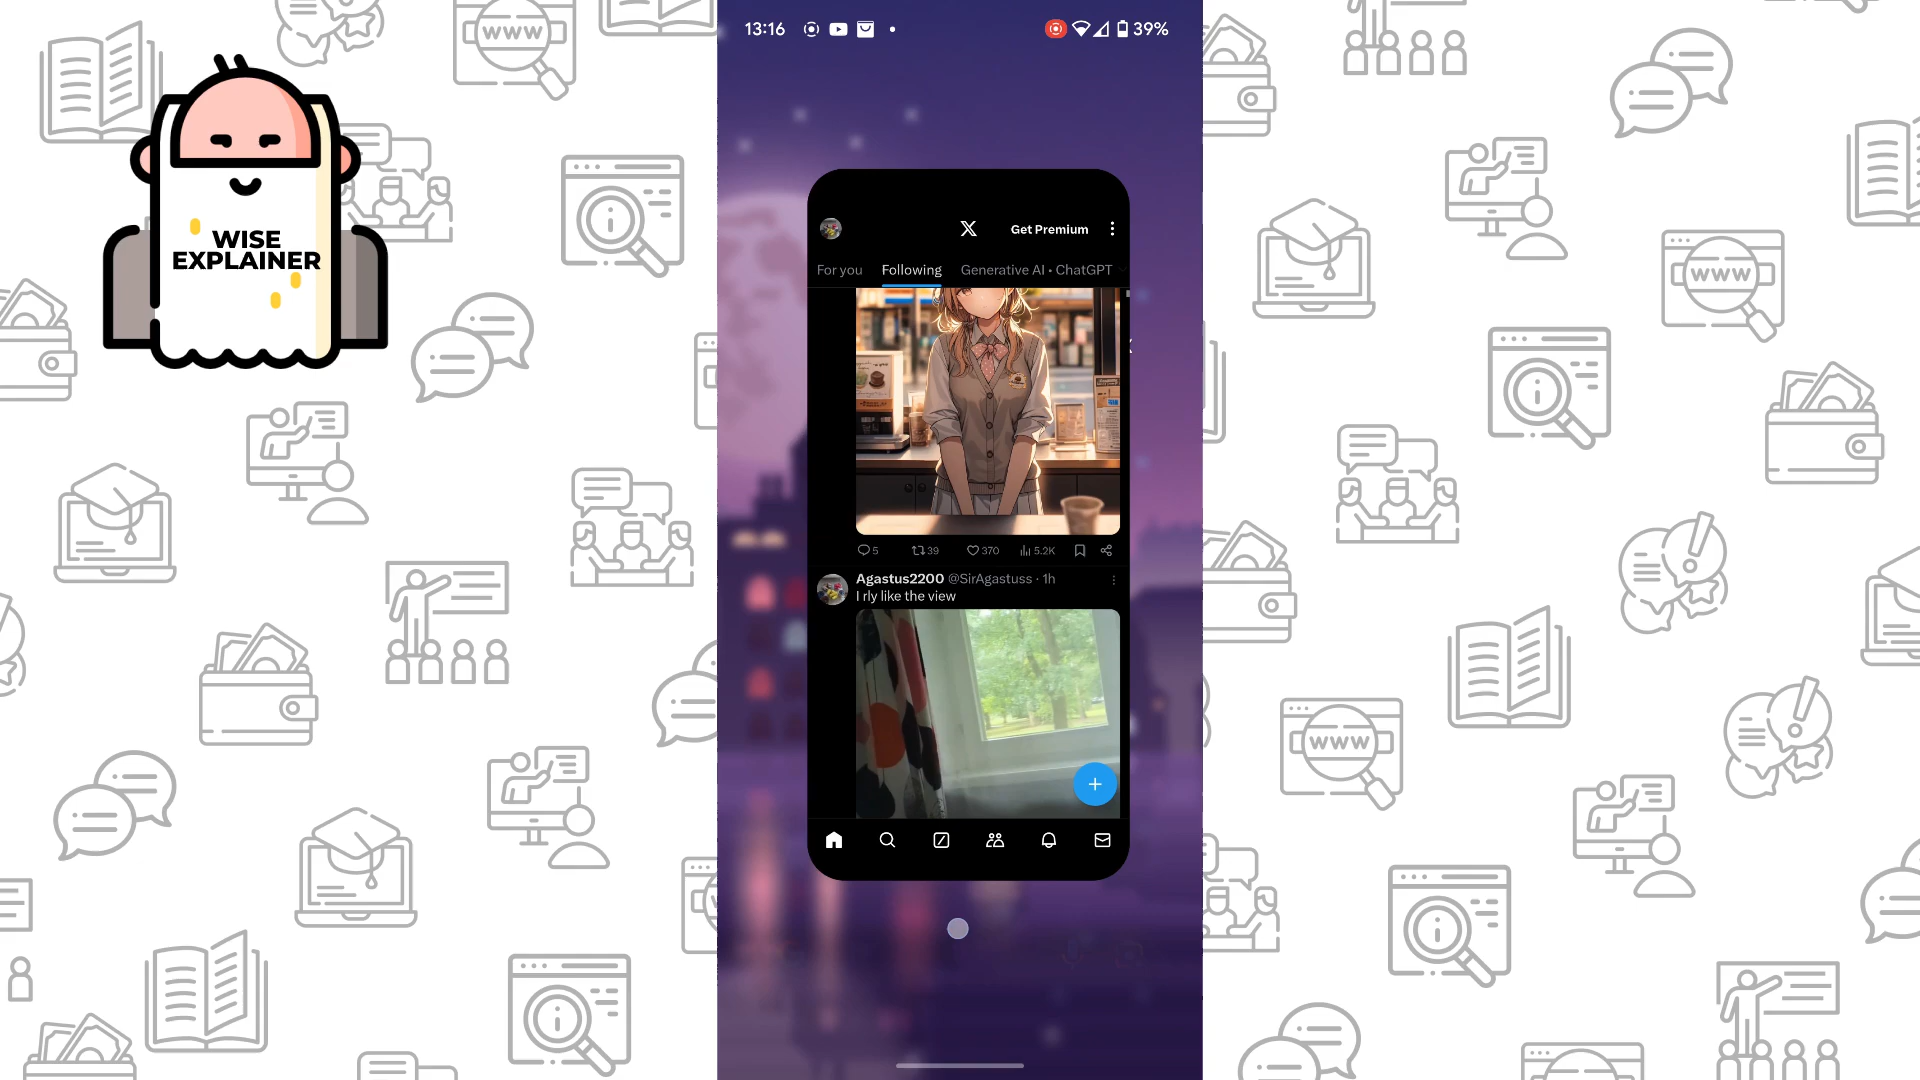 WISE
EXPLAINER
13:16
39%
Get Premium
For you Following Generative AI • ChatGPT
5 39 370 5.2K
Agastus2200 @SirAgastuss · 1h
I rly like the view
WWW
WWW
WWW
WWW